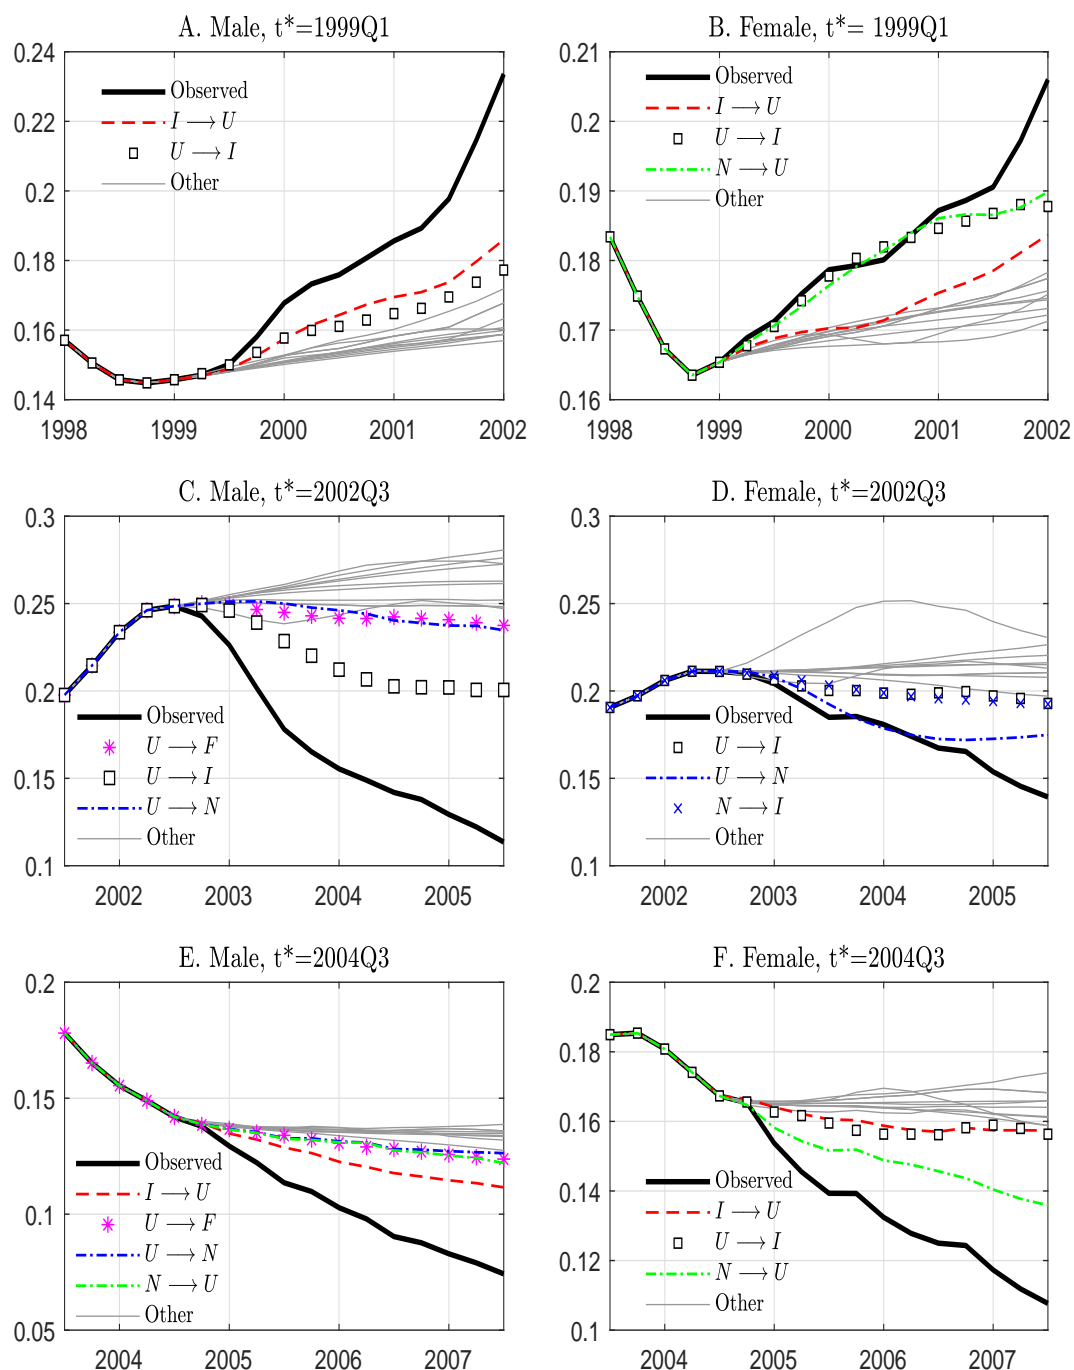 A. Male, t*=1999Q1
0.24
0.22
0.2
0.18
0.16
0.14
1998
1999
2000
2001
2002
Observed
I → U
U → I
Other
B. Female, t*= 1999Q1
0.21
0.2
0.19
0.18
0.17
0.16
1998
1999
2000
2001
2002
Observed
I → U
U → I
N → U
Other
C. Male, t*=2002Q3
0.3
0.25
0.2
0.15
0.1
2002
2003
2004
2005
Observed
U → F
U → I
U → N
Other
D. Female, t*=2002Q3
0.3
0.25
0.2
0.15
0.1
2002
2003
2004
2005
Observed
U → I
U → N
N → I
Other
E. Male, t*=2004Q3
0.2
0.15
0.1
0.05
2004
2005
2006
2007
Observed
I → U
U → F
U → N
N → U
Other
F. Female, t*=2004Q3
0.2
0.18
0.16
0.14
0.12
0.1
2004
2005
2006
2007
Observed
I → U
U → I
N → U
Other